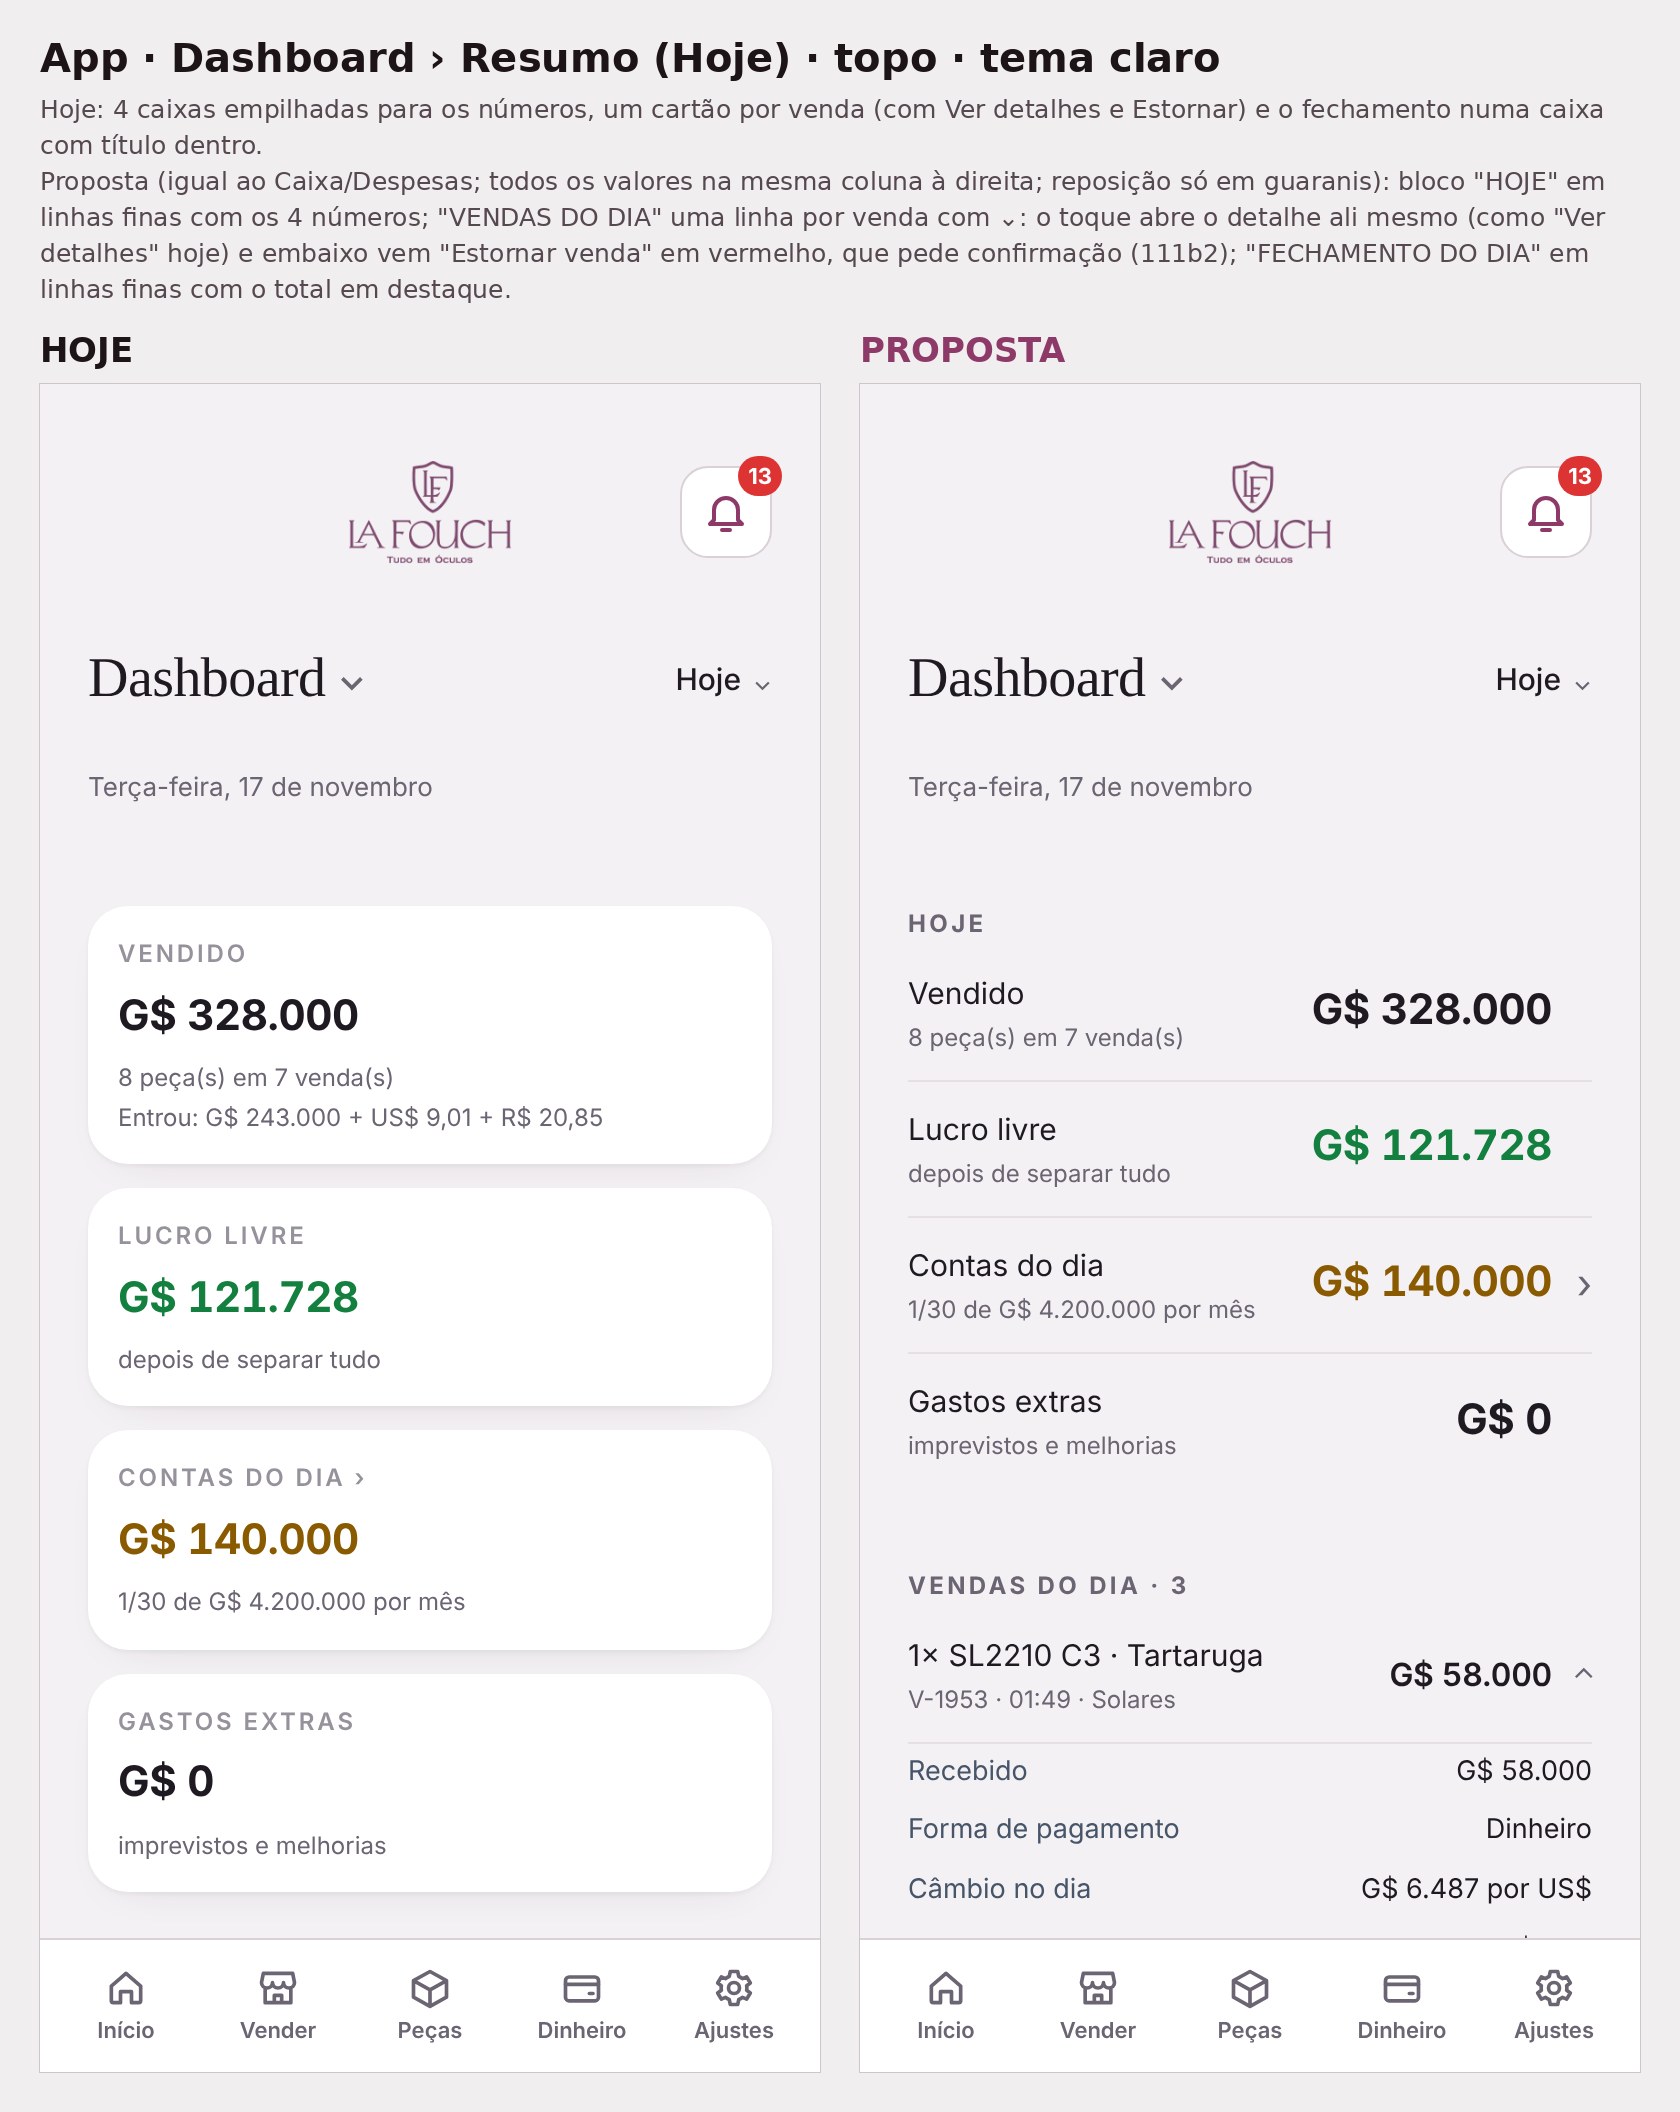 App · Dashboard › Resumo (Hoje) · topo · tema claro
Hoje: 4 caixas empilhadas para os números, um cartão por venda (com Ver detalhes e Estornar) e o fechamento numa caixa
com título dentro.
Proposta (igual ao Caixa/Despesas; todos os valores na mesma coluna à direita; reposição só em guaranis): bloco "HOJE" em
linhas finas com os 4 números; "VENDAS DO DIA" uma linha por venda com ⌄: o toque abre o detalhe ali mesmo (como "Ver
detalhes" hoje) e embaixo vem "Estornar venda" em vermelho, que pede confirmação (111b2); "FECHAMENTO DO DIA" em
linhas finas com o total em destaque.
HOJE
LF
LA FOUCH
TUDO EM ÓCULOS
13
Dashboard
Hoje
Terça-feira, 17 de novembro
VENDIDO
G$ 328.000
8 peça(s) em 7 venda(s)
Entrou: G$ 243.000 + US$ 9,01 + R$ 20,85
LUCRO LIVRE
G$ 121.728
depois de separar tudo
CONTAS DO DIA ›
G$ 140.000
1/30 de G$ 4.200.000 por mês
GASTOS EXTRAS
G$ 0
imprevistos e melhorias
Início
Vender
Peças
Dinheiro
Ajustes
PROPOSTA
LF
LA FOUCH
TUDO EM ÓCULOS
13
Dashboard
Hoje
Terça-feira, 17 de novembro
HOJE
Vendido
8 peça(s) em 7 venda(s)
G$ 328.000
Lucro livre
depois de separar tudo
G$ 121.728
Contas do dia
1/30 de G$ 4.200.000 por mês
G$ 140.000 ›
Gastos extras
imprevistos e melhorias
G$ 0
VENDAS DO DIA · 3
1× SL2210 C3 · Tartaruga
V-1953 · 01:49 · Solares
G$ 58.000
Recebido
G$ 58.000
Forma de pagamento
Dinheiro
Câmbio no dia
G$ 6.487 por US$
Início
Vender
Peças
Dinheiro
Ajustes